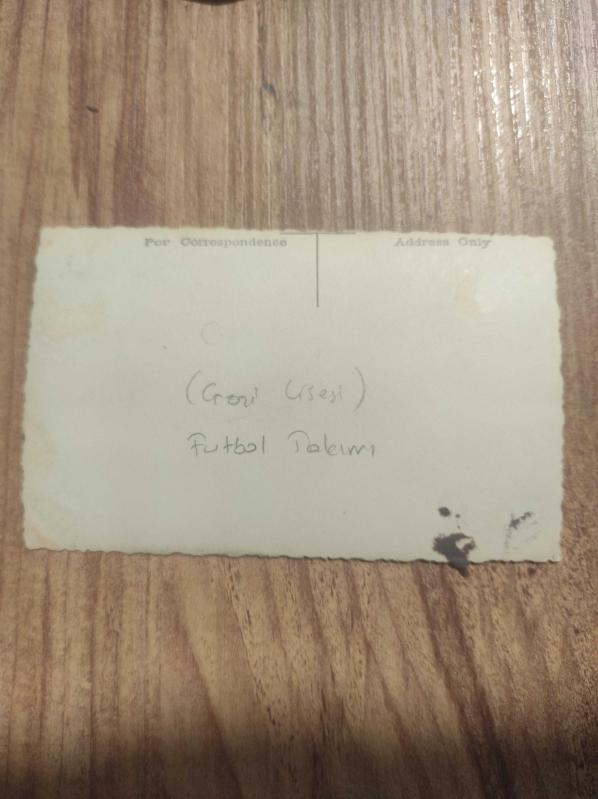 For Correspondence
Address Only
(Gazi Lisesi)
Futbol Takımı